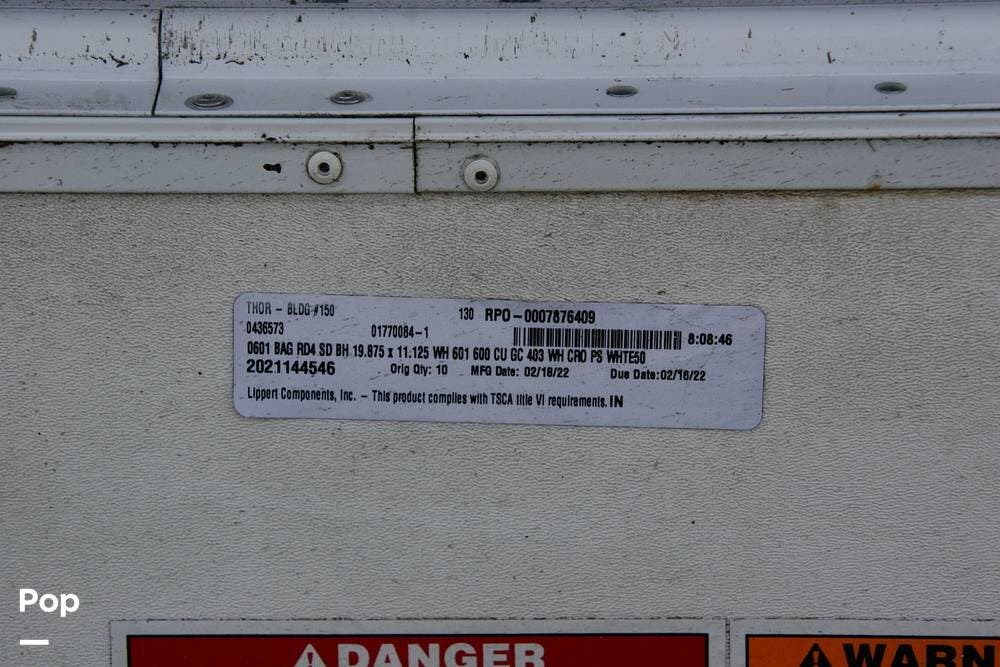 THOR - BLDG #150 130 RPO-0007876409
0436573 01770084-1 8:08:46
0601 BAG RD4 SD BH 19.875 x 11.125 WH 601 600 CU GC 403 WH CRO PS WHTE50
2021144546 Orig Qty: 10 MFG Date: 02/18/22 Due Date:02/16/22
Lippert Components, Inc. - This product complies with TSCA title VI requirements. IN
Pop
DANGER
WARN